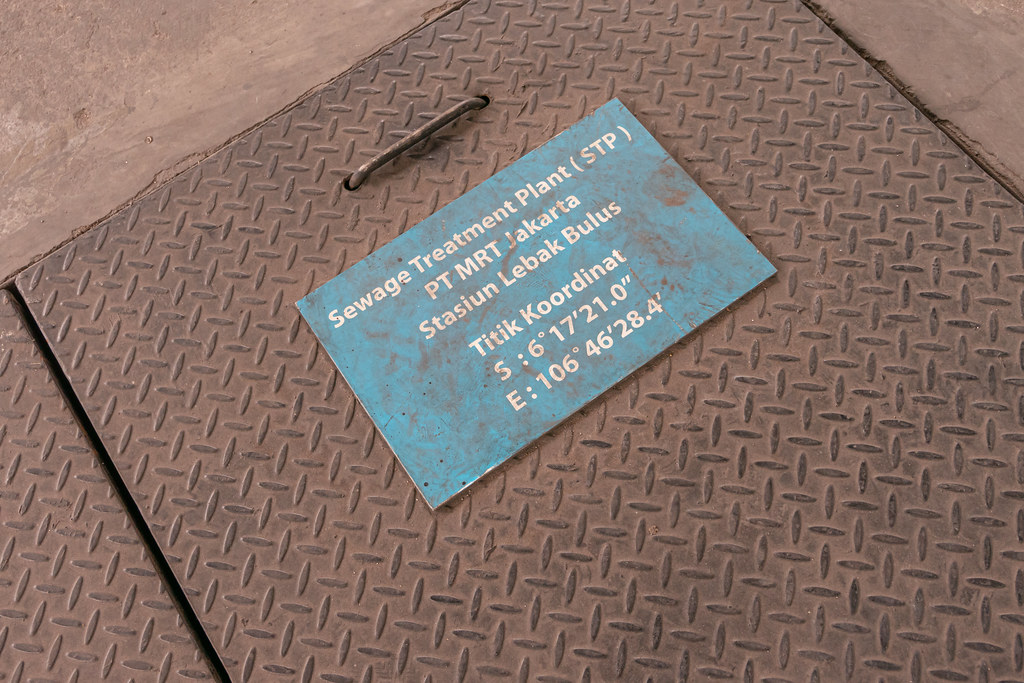 Sewage Treatment Plant ( STP )
PT MRT Jakarta
Stasiun Lebak Bulus
Titik Koordinat
S : 6° 17'21.0"
E : 106° 46'28.4'